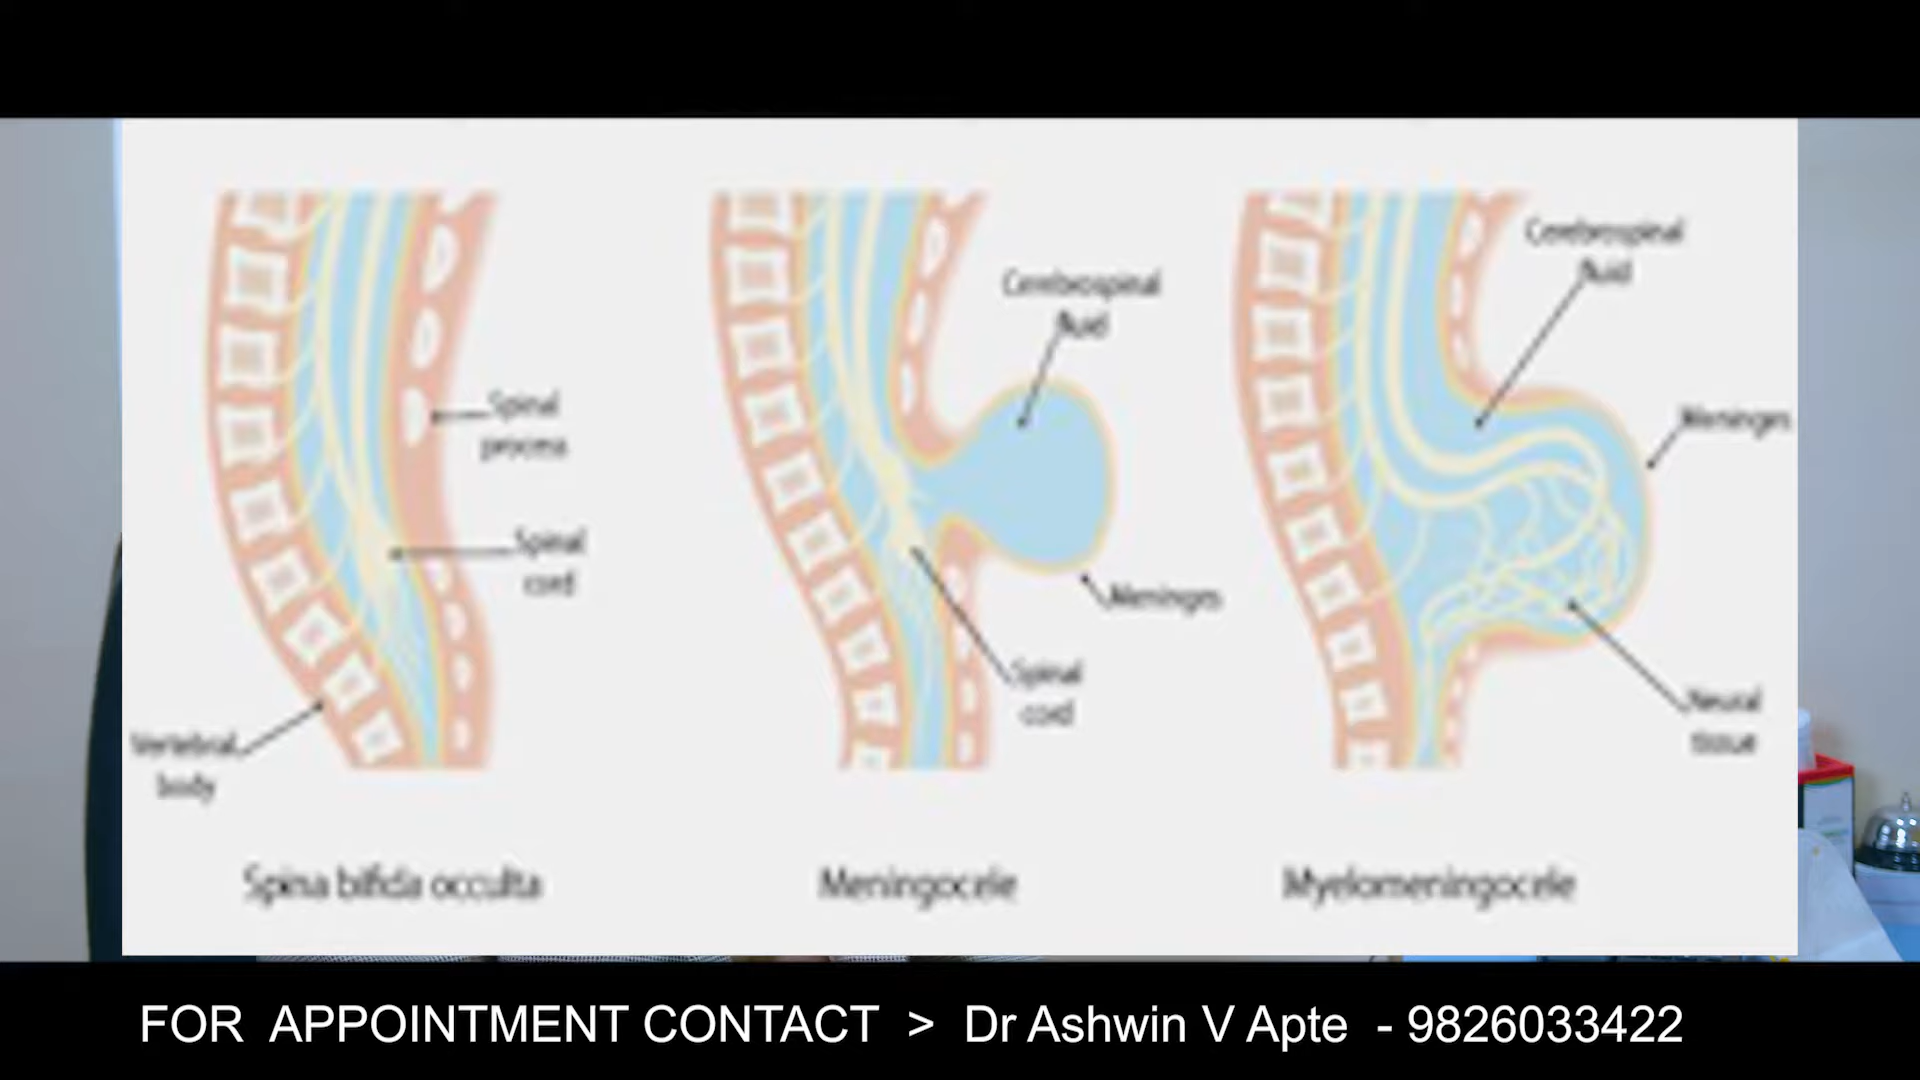 Cerebrospinal
fluid
Cerebrospinal
fluid
Spinal
process
Meninges
Spinal
cord
Meninges
Spinal
cord
Neural
tissue
Vertebral
body
Spina bifida occulta
Meningocele
Myelomeningocele
FOR APPOINTMENT CONTACT > Dr Ashwin V Apte - 9826033422